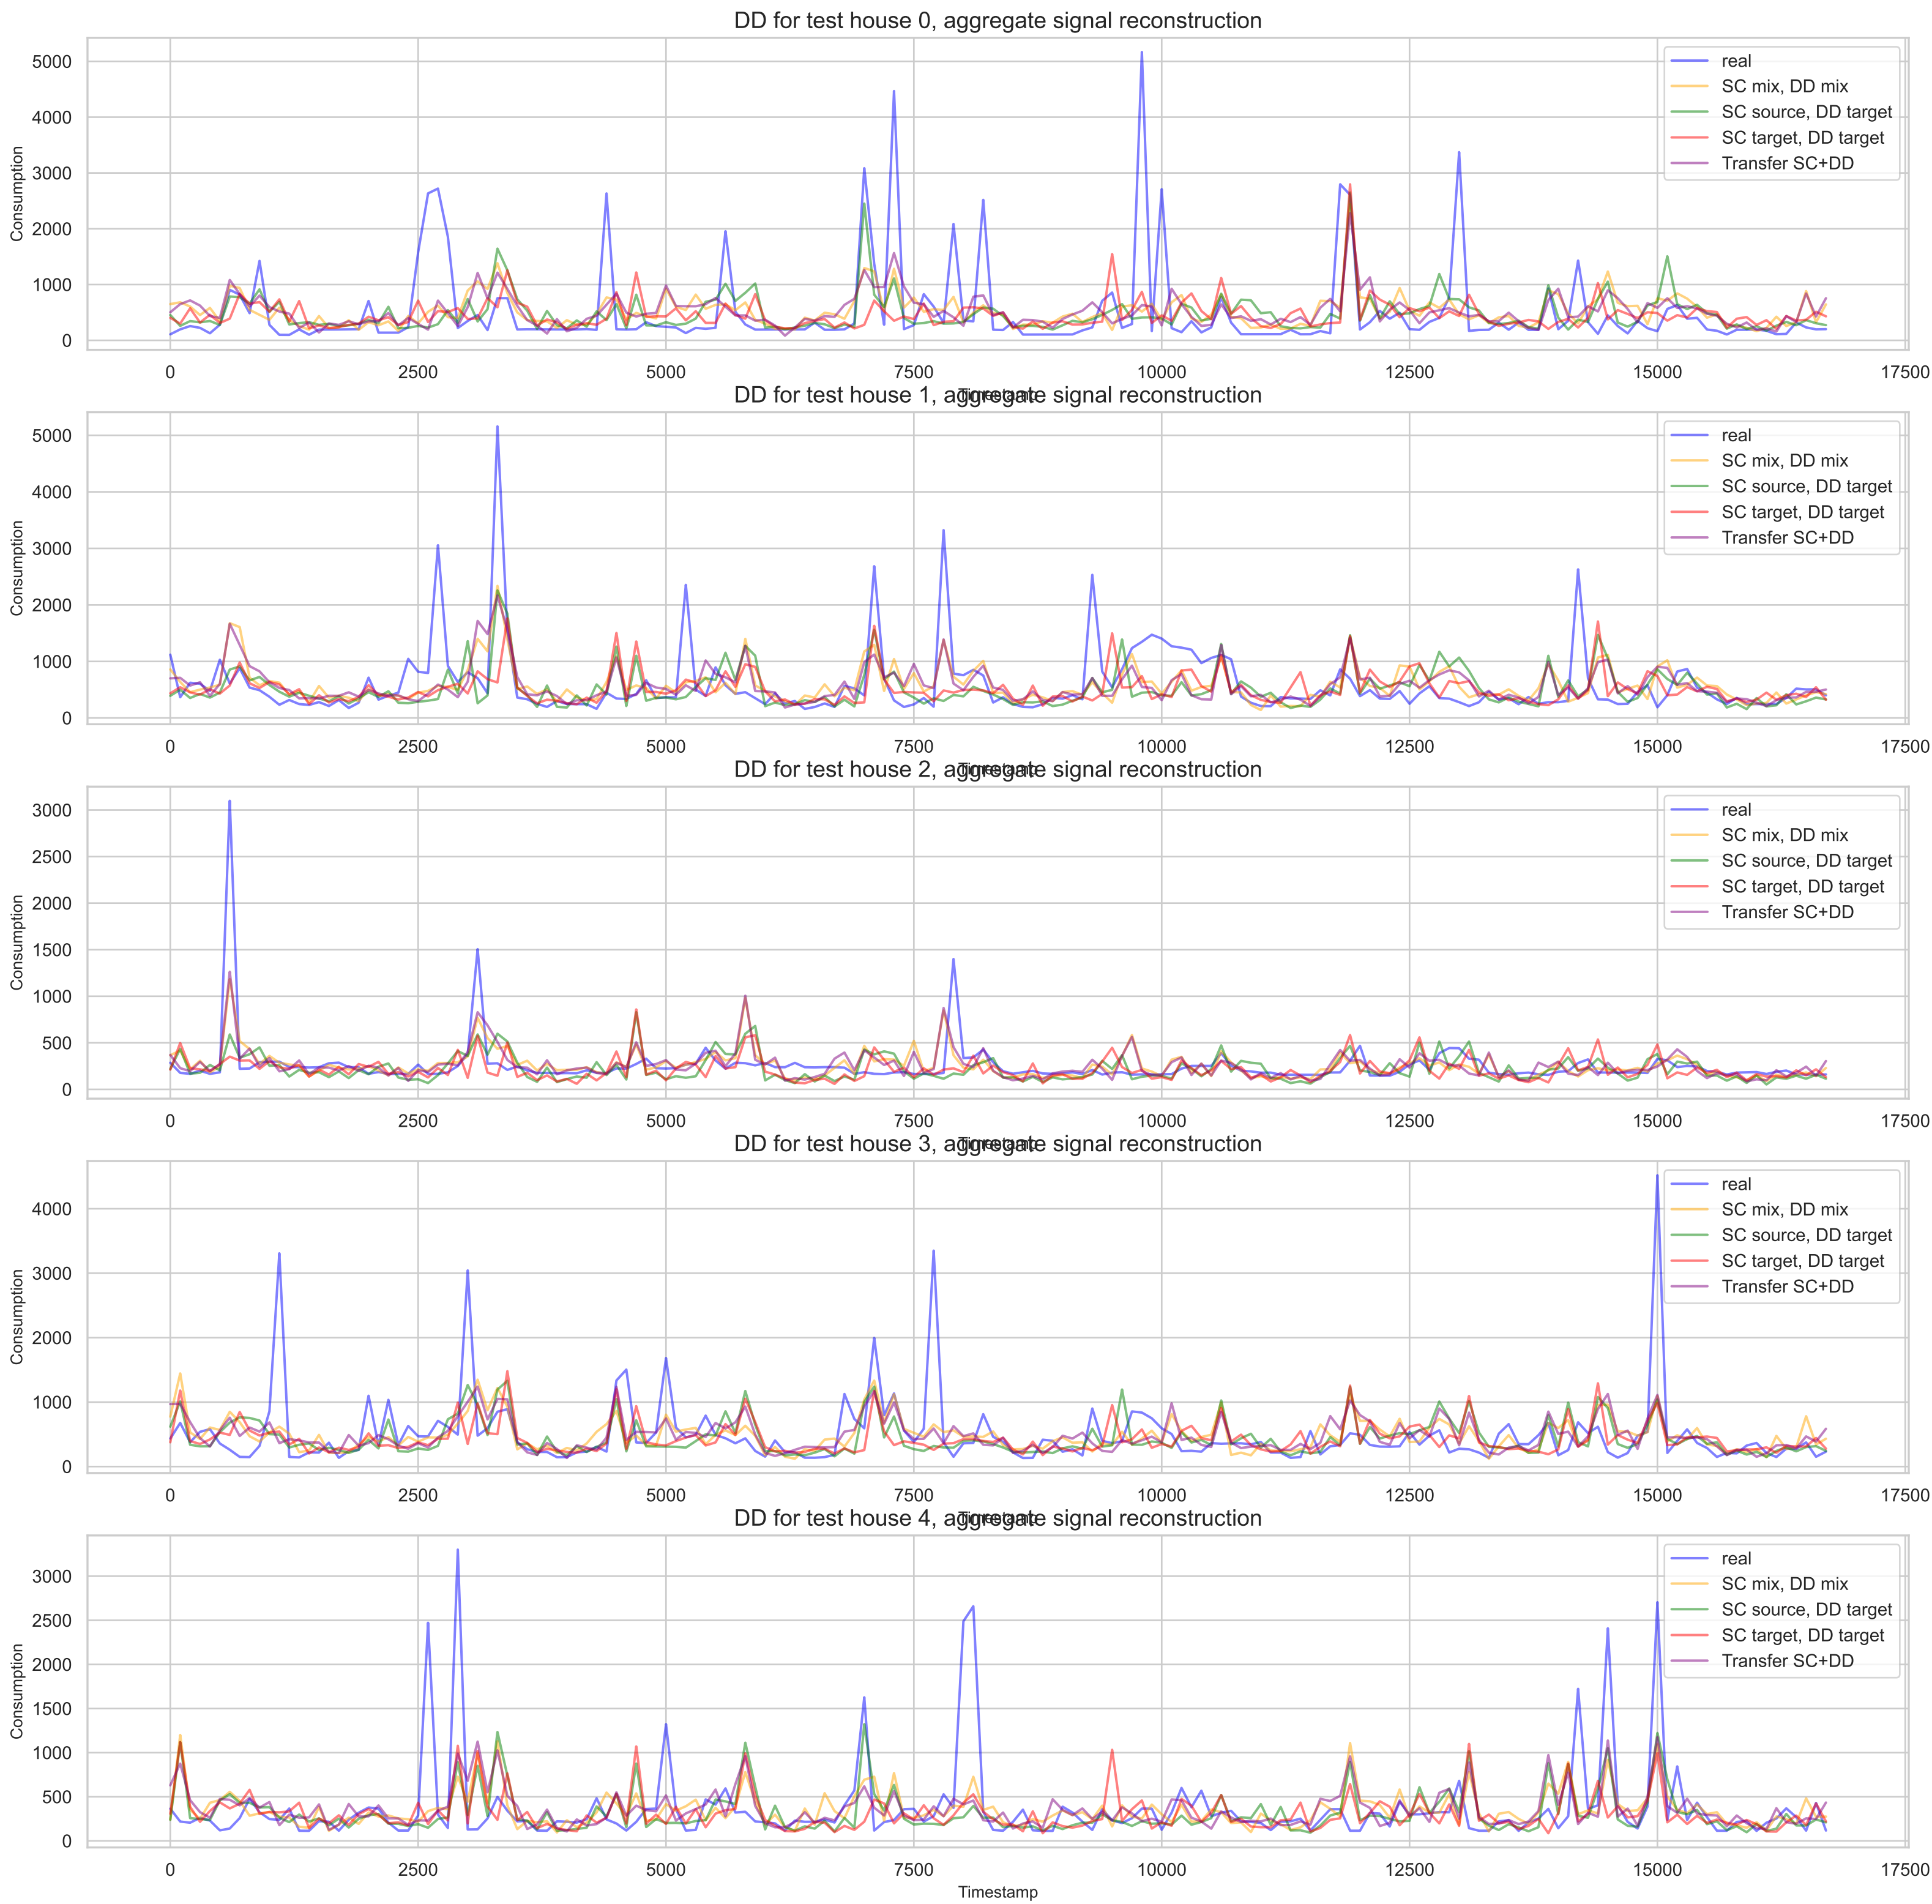 DD for test house 0, aggregate signal reconstruction
5000
4000
3000
2000
1000
0
Consumption
real
SC mix, DD mix
SC source, DD target
SC target, DD target
Transfer SC+DD
0 2500 5000 7500 10000 12500 15000 17500
Timestamp
DD for test house 1, aggregate signal reconstruction
5000
4000
3000
2000
1000
0
Consumption
real
SC mix, DD mix
SC source, DD target
SC target, DD target
Transfer SC+DD
0 2500 5000 7500 10000 12500 15000 17500
Timestamp
DD for test house 2, aggregate signal reconstruction
3000
2500
2000
1500
1000
500
0
Consumption
real
SC mix, DD mix
SC source, DD target
SC target, DD target
Transfer SC+DD
0 2500 5000 7500 10000 12500 15000 17500
Timestamp
DD for test house 3, aggregate signal reconstruction
4000
3000
2000
1000
0
Consumption
real
SC mix, DD mix
SC source, DD target
SC target, DD target
Transfer SC+DD
0 2500 5000 7500 10000 12500 15000 17500
Timestamp
DD for test house 4, aggregate signal reconstruction
3000
2500
2000
1500
1000
500
0
Consumption
real
SC mix, DD mix
SC source, DD target
SC target, DD target
Transfer SC+DD
0 2500 5000 7500 10000 12500 15000 17500
Timestamp